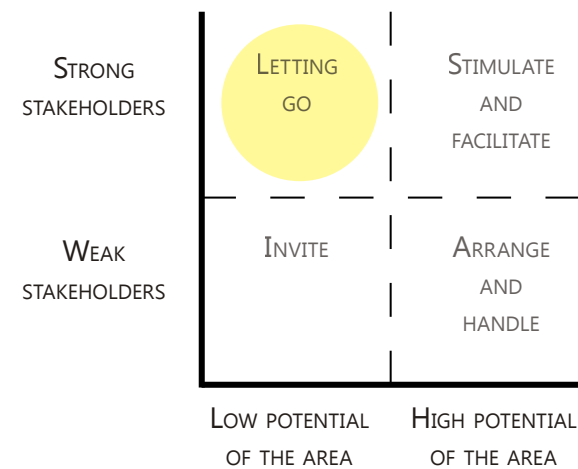 Strong
stakeholders
Letting
go
Stimulate
and
facilitate
Weak
stakeholders
Invite
Arrange
and
handle
Low potential
of the area
High potential
of the area